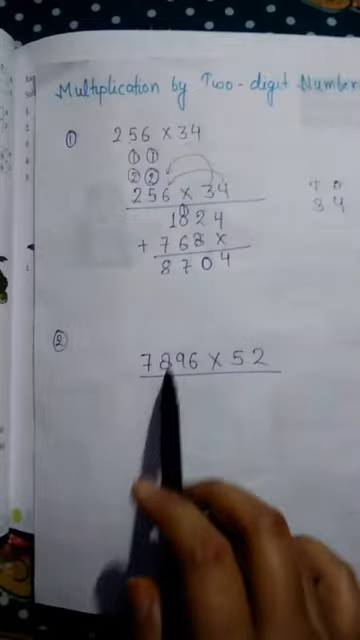 Multiplication by Two-digit Number
① 256 × 34
① ①
② ②
256 × 34
T O
3 4
1024
+ 768 ×
8704
② 7896 × 52